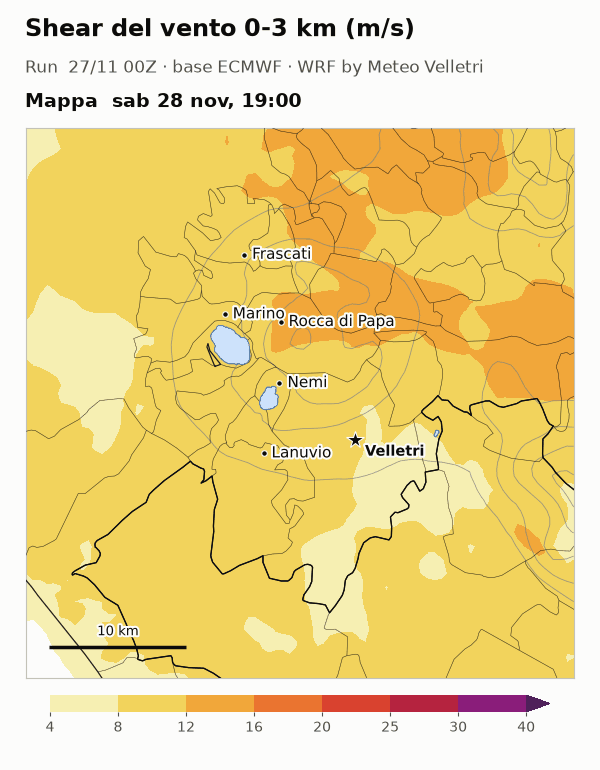 Shear del vento 0-3 km (m/s)
Run  27/11 00Z · base ECMWF · WRF by Meteo Velletri
Mappa  sab 28 nov, 19:00
Frascati
Marino
Rocca di Papa
Nemi
Velletri
Lanuvio
10 km
4 8 12 16 20 25 30 40